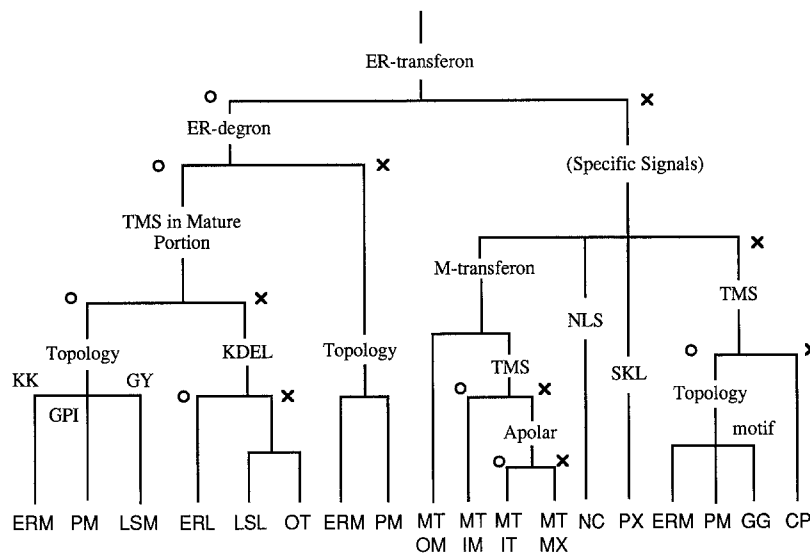 ER-transferon
ER-degron
(Specific Signals)
TMS in Mature
Portion
M-transferon
TMS
NLS
Topology
KDEL
Topology
TMS
SKL
KK
GY
Topology
GPI
Apolar
motif
ERM PM LSM ERL LSL OT ERM PM MT MT MT MT NC PX ERM PM GG CP
OM IM IT MX